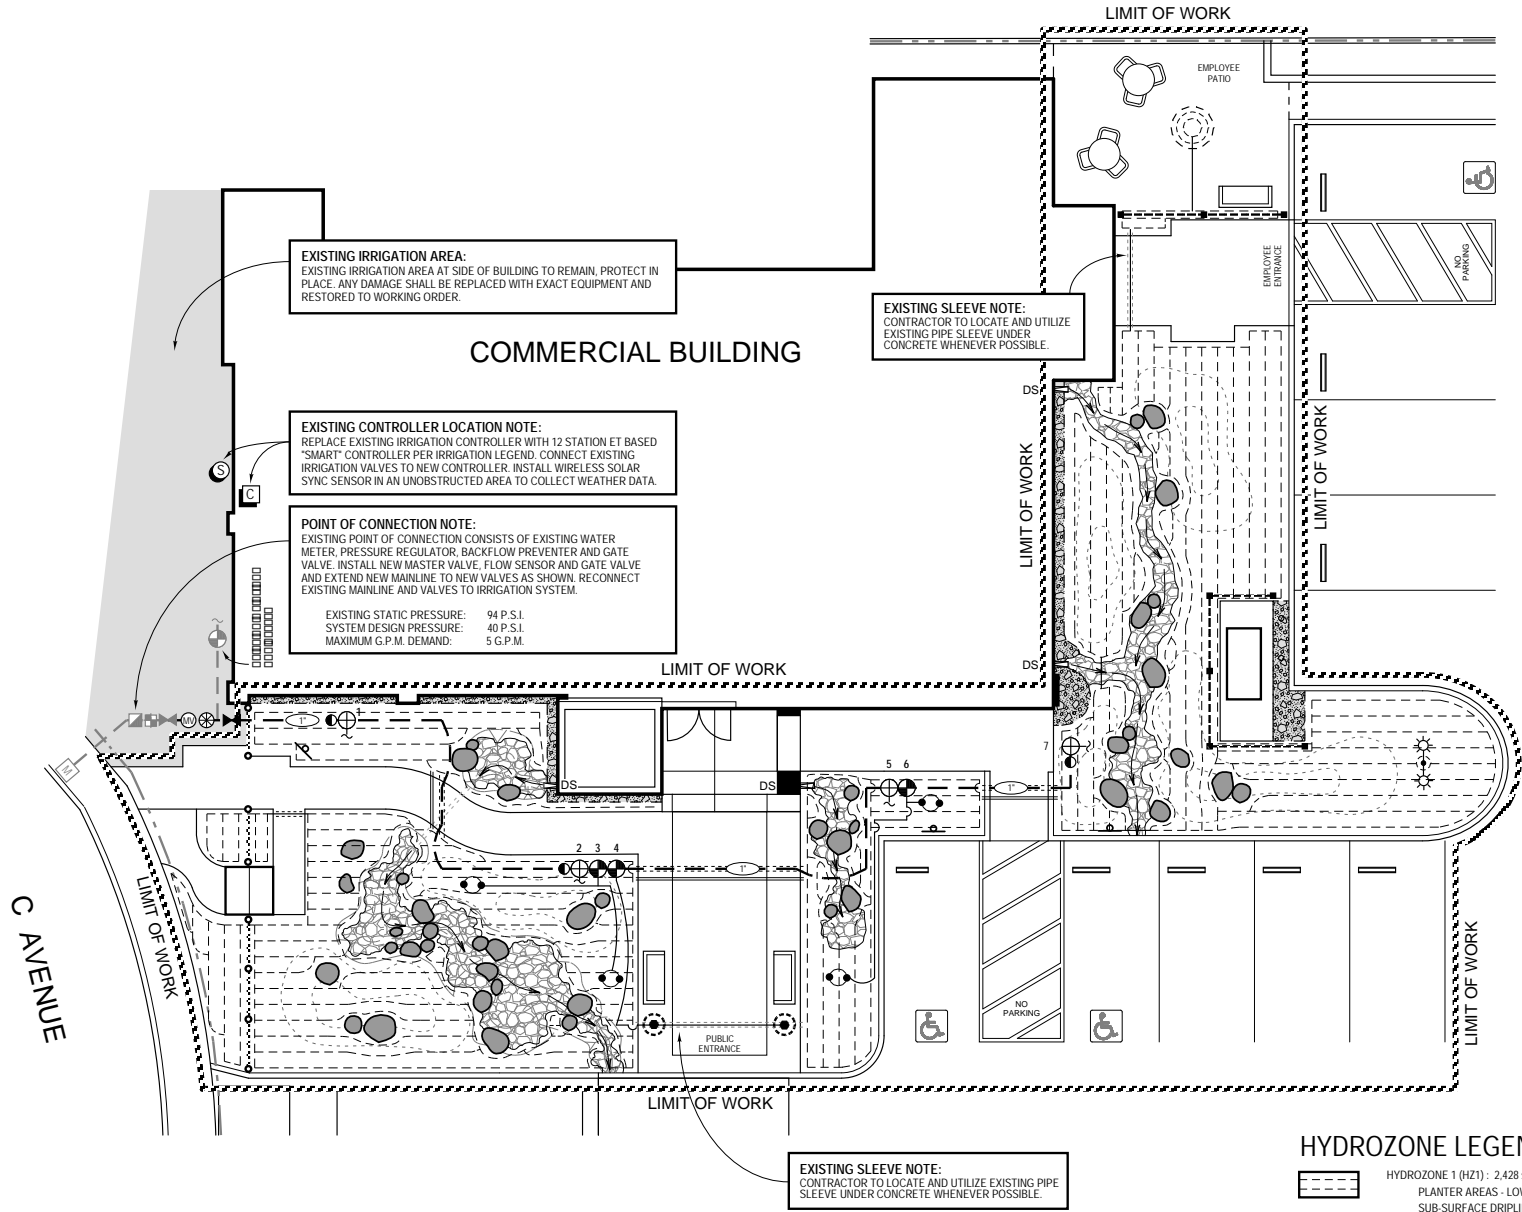 LIMIT OF WORK
EMPLOYEE
PATIO
EXISTING IRRIGATION AREA:
EXISTING IRRIGATION AREA AT SIDE OF BUILDING TO REMAIN, PROTECT IN
PLACE. ANY DAMAGE SHALL BE REPLACED WITH EXACT EQUIPMENT AND
RESTORED TO WORKING ORDER.
NO
PARKING
EMPLOYEE
ENTRANCE
EXISTING SLEEVE NOTE:
CONTRACTOR TO LOCATE AND UTILIZE
EXISTING PIPE SLEEVE UNDER
CONCRETE WHENEVER POSSIBLE.
COMMERCIAL BUILDING
DS
EXISTING CONTROLLER LOCATION NOTE:
REPLACE EXISTING IRRIGATION CONTROLLER WITH 12 STATION ET BASED
"SMART" CONTROLLER PER IRRIGATION LEGEND. CONNECT EXISTING
IRRIGATION VALVES TO NEW CONTROLLER. INSTALL WIRELESS SOLAR
SYNC SENSOR IN AN UNOBSTRUCTED AREA TO COLLECT WEATHER DATA.
S
C
LIMIT OF WORK
LIMIT OF WORK
POINT OF CONNECTION NOTE:
EXISTING POINT OF CONNECTION CONSISTS OF EXISTING WATER
METER, PRESSURE REGULATOR, BACKFLOW PREVENTER AND GATE
VALVE. INSTALL NEW MASTER VALVE, FLOW SENSOR AND GATE VALVE
AND EXTEND NEW MAINLINE TO NEW VALVES AS SHOWN. RECONNECT
EXISTING MAINLINE AND VALVES TO IRRIGATION SYSTEM.
EXISTING STATIC PRESSURE: 94 P.S.I.
SYSTEM DESIGN PRESSURE: 40 P.S.I.
MAXIMUM G.P.M. DEMAND: 5 G.P.M.
LIMIT OF WORK
DS
MV
1"
1
M
7
DS
DS
5 6
1"
2 3 4
1"
C AVENUE
LIMIT OF WORK
LIMIT OF WORK
NO
PARKING
PUBLIC
ENTRANCE
LIMIT OF WORK
EXISTING SLEEVE NOTE:
CONTRACTOR TO LOCATE AND UTILIZE EXISTING PIPE
SLEEVE UNDER CONCRETE WHENEVER POSSIBLE.
HYDROZONE LEGEN
HYDROZONE 1 (HZ1) : 2,428
PLANTER AREAS - LOW
SUB-SURFACE DRIPLI